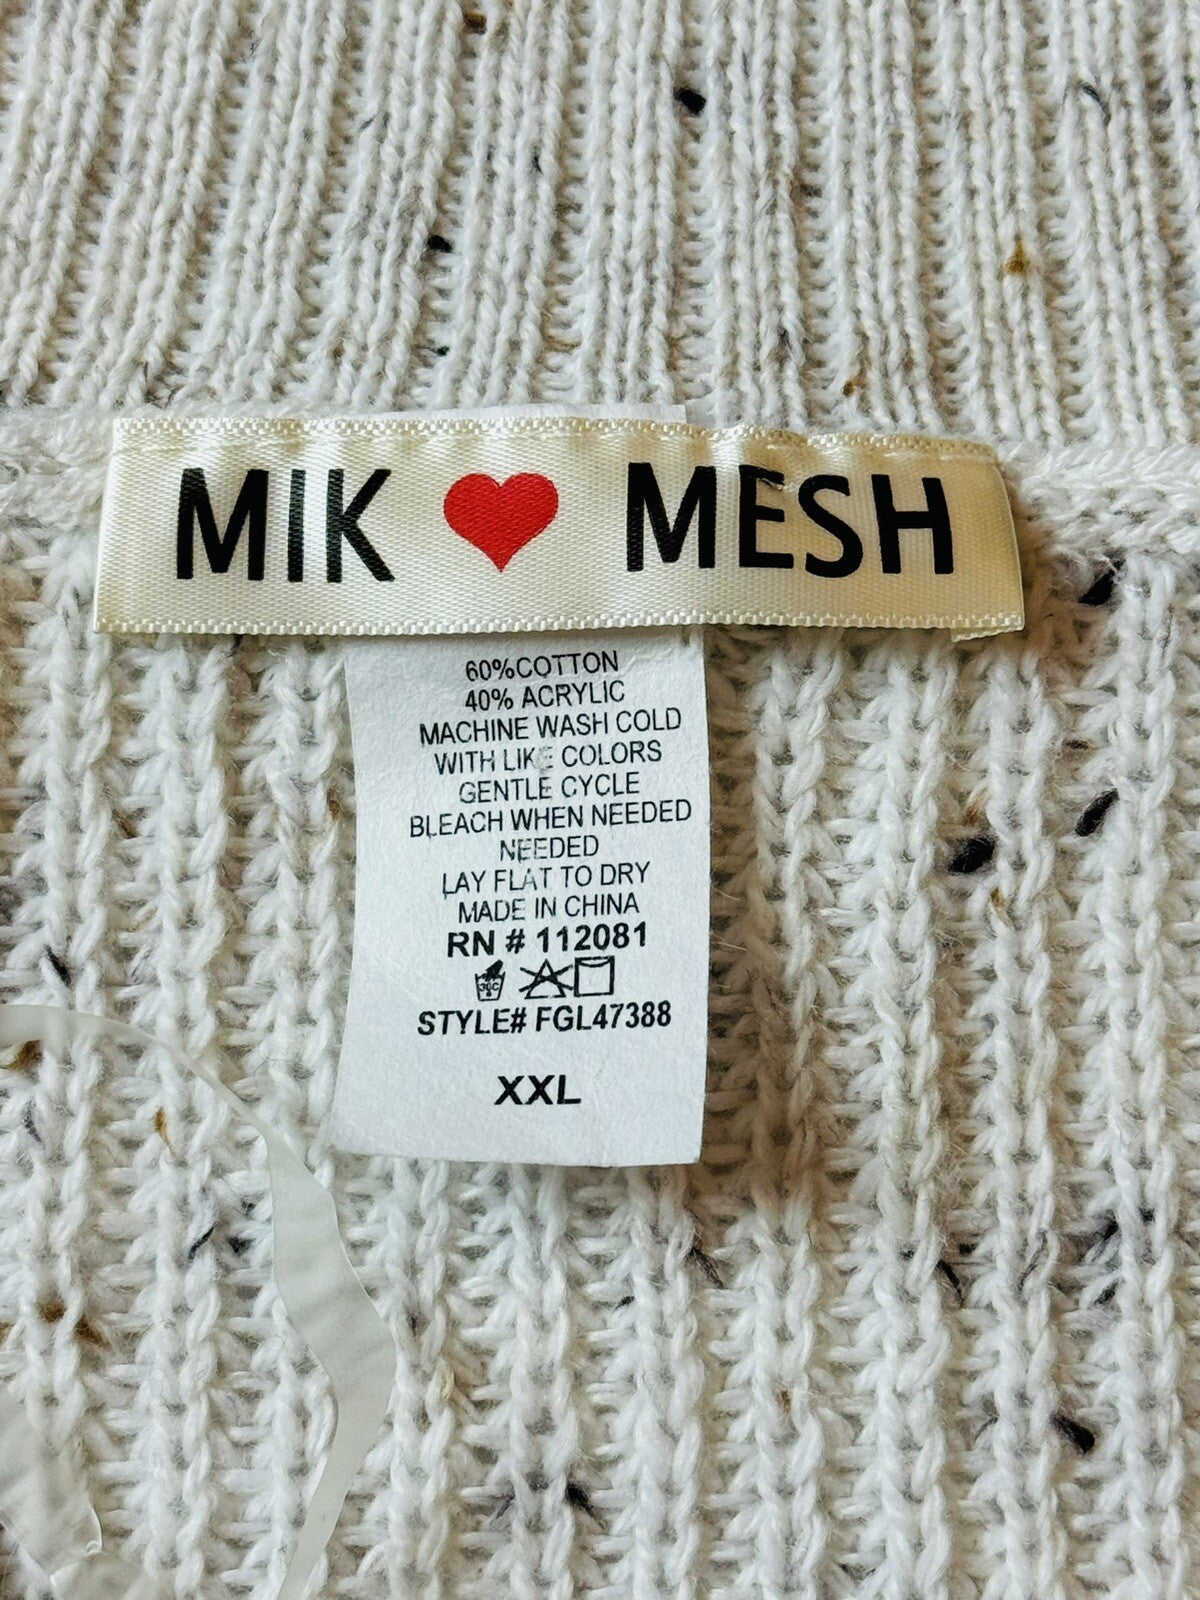 MIK ❤ MESH
60%COTTON
40% ACRYLIC
MACHINE WASH COLD
WITH LIKE COLORS
GENTLE CYCLE
BLEACH WHEN NEEDED
NEEDED
LAY FLAT TO DRY
MADE IN CHINA
RN # 112081
30C
STYLE# FGL47388
XXL